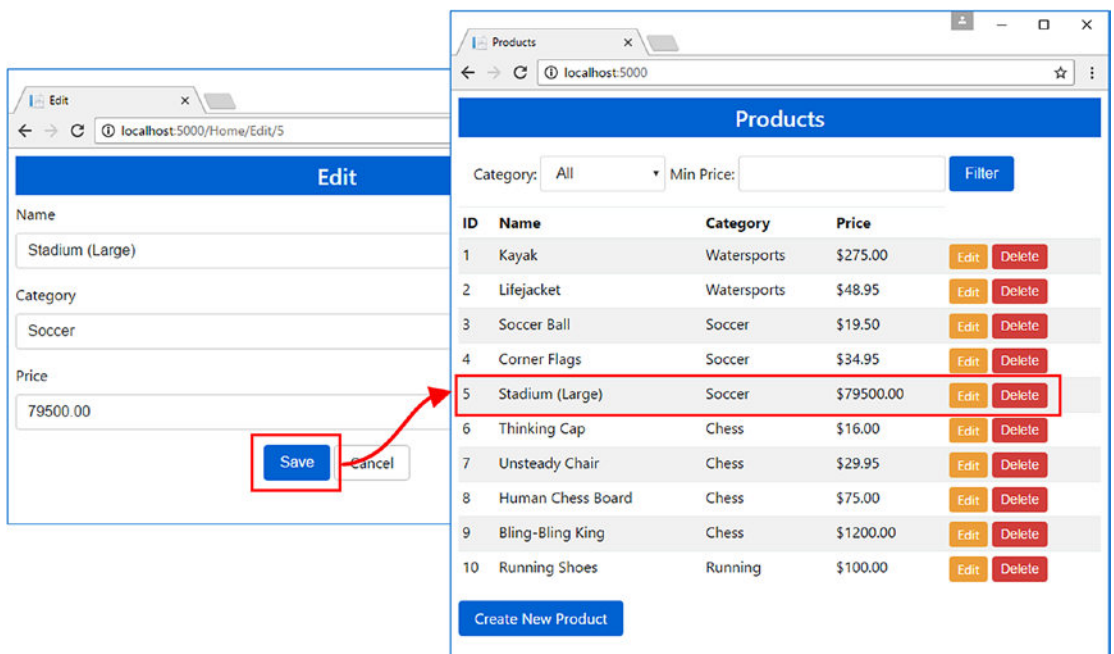 Edit
localhost:5000/Home/Edit/5
Edit
Name
Stadium (Large)
Category
Soccer
Price
79500.00
Save Cancel
Products
localhost:5000
Products
Category: All Min Price: Filter
ID Name Category Price
1 Kayak Watersports $275.00 Edit Delete
2 Lifejacket Watersports $48.95 Edit Delete
3 Soccer Ball Soccer $19.50 Edit Delete
4 Corner Flags Soccer $34.95 Edit Delete
5 Stadium (Large) Soccer $79500.00 Edit Delete
6 Thinking Cap Chess $16.00 Edit Delete
7 Unsteady Chair Chess $29.95 Edit Delete
8 Human Chess Board Chess $75.00 Edit Delete
9 Bling-Bling King Chess $1200.00 Edit Delete
10 Running Shoes Running $100.00 Edit Delete
Create New Product